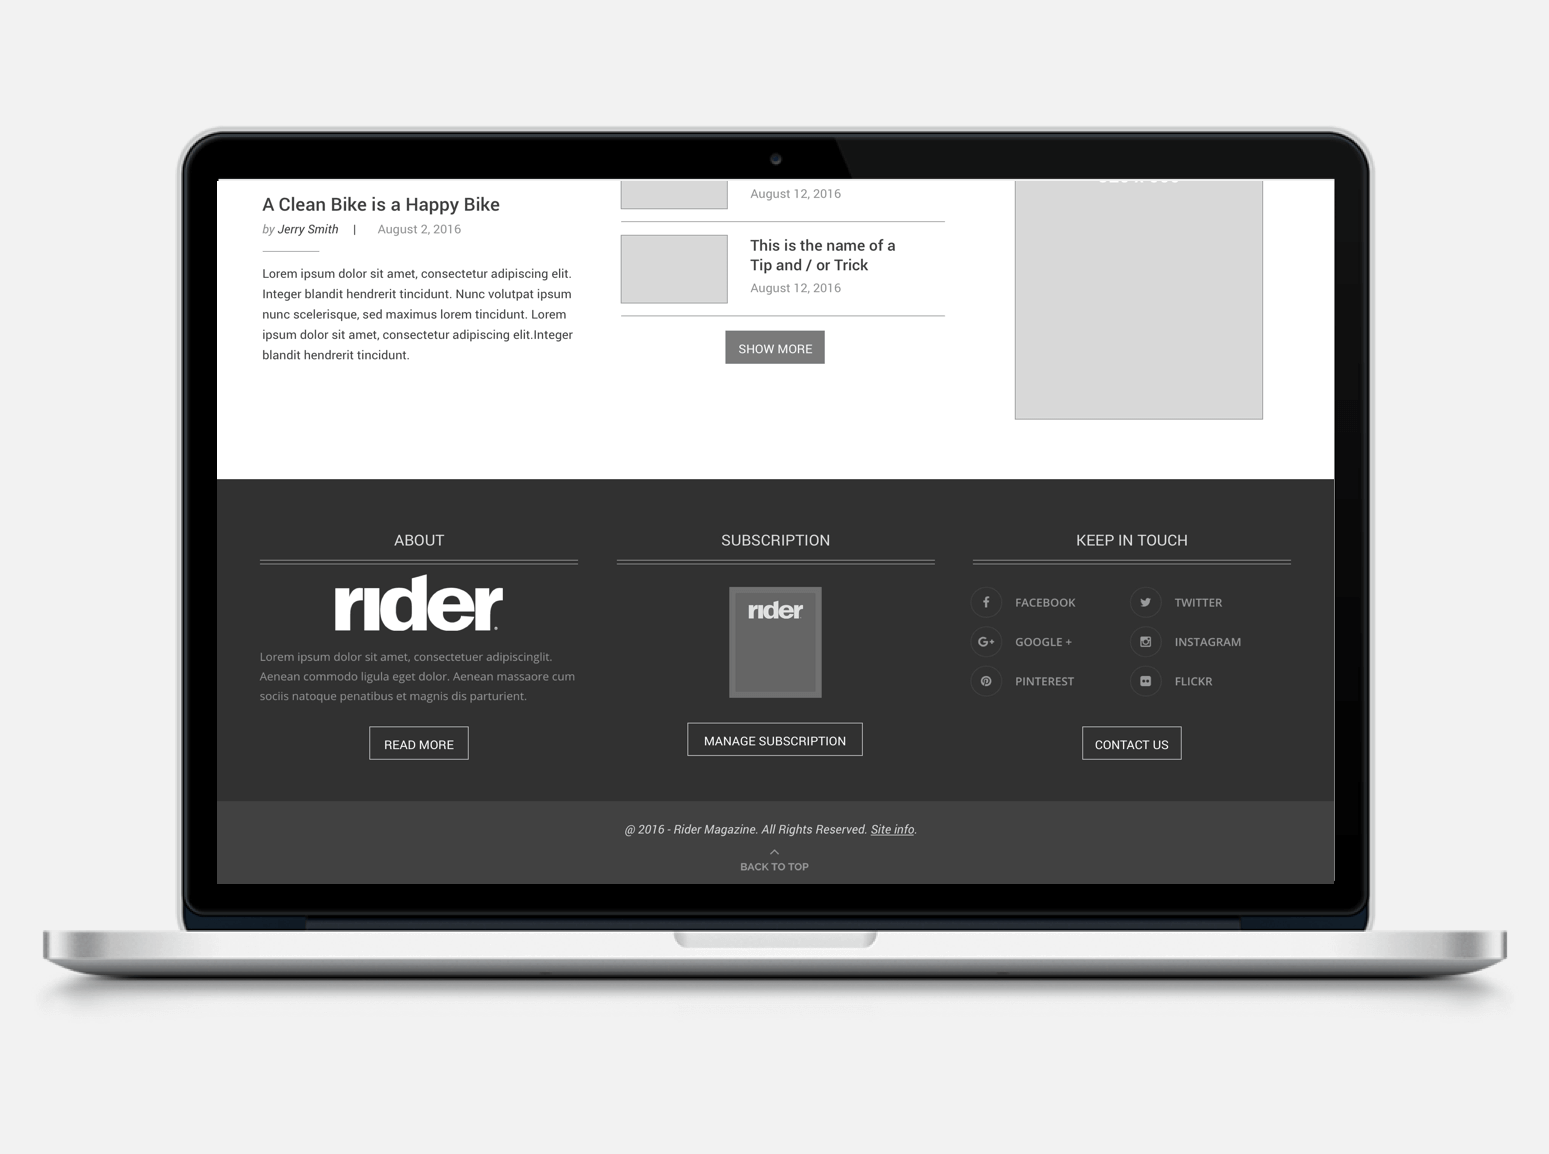 A Clean Bike is a Happy Bike
by Jerry Smith | August 2, 2016
Lorem ipsum dolor sit amet, consectetur adipiscing elit.
Integer blandit hendrerit tincidunt. Nunc volutpat ipsum
nunc scelerisque, sed maximus lorem tincidunt. Lorem
ipsum dolor sit amet, consectetur adipiscing elit.Integer
blandit hendrerit tincidunt.
August 12, 2016
This is the name of a
Tip and / or Trick
August 12, 2016
SHOW MORE
ABOUT
rider
Lorem ipsum dolor sit amet, consectetuer adipiscinglit.
Aenean commodo ligula eget dolor. Aenean massaore cum
sociis natoque penatibus et magnis dis parturient.
READ MORE
SUBSCRIPTION
rider
MANAGE SUBSCRIPTION
KEEP IN TOUCH
FACEBOOK
TWITTER
GOOGLE +
INSTAGRAM
PINTEREST
FLICKR
CONTACT US
@ 2016 - Rider Magazine. All Rights Reserved. Site info.
BACK TO TOP